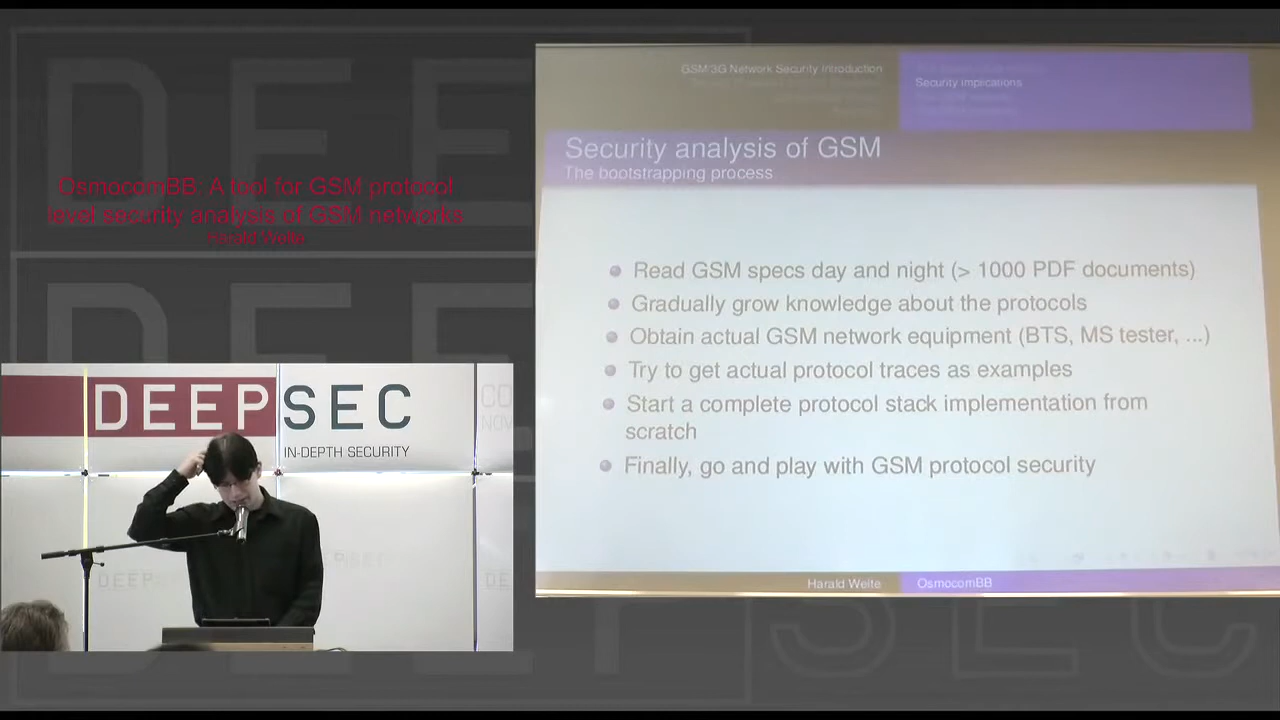 OsmocomBB: A tool for GSM protocol
level security analysis of GSM networks
Harald Welte
DEEPSEC
IN-DEPTH SECURITY
DEEP
GSM/3G Network Security Introduction
Security implications
Security analysis of GSM
The bootstrapping process
Read GSM specs day and night (> 1000 PDF documents)
Gradually grow knowledge about the protocols
Obtain actual GSM network equipment (BTS, MS tester, ...)
Try to get actual protocol traces as examples
Start a complete protocol stack implementation from
scratch
Finally, go and play with GSM protocol security
Harald Welte
OsmocomBB